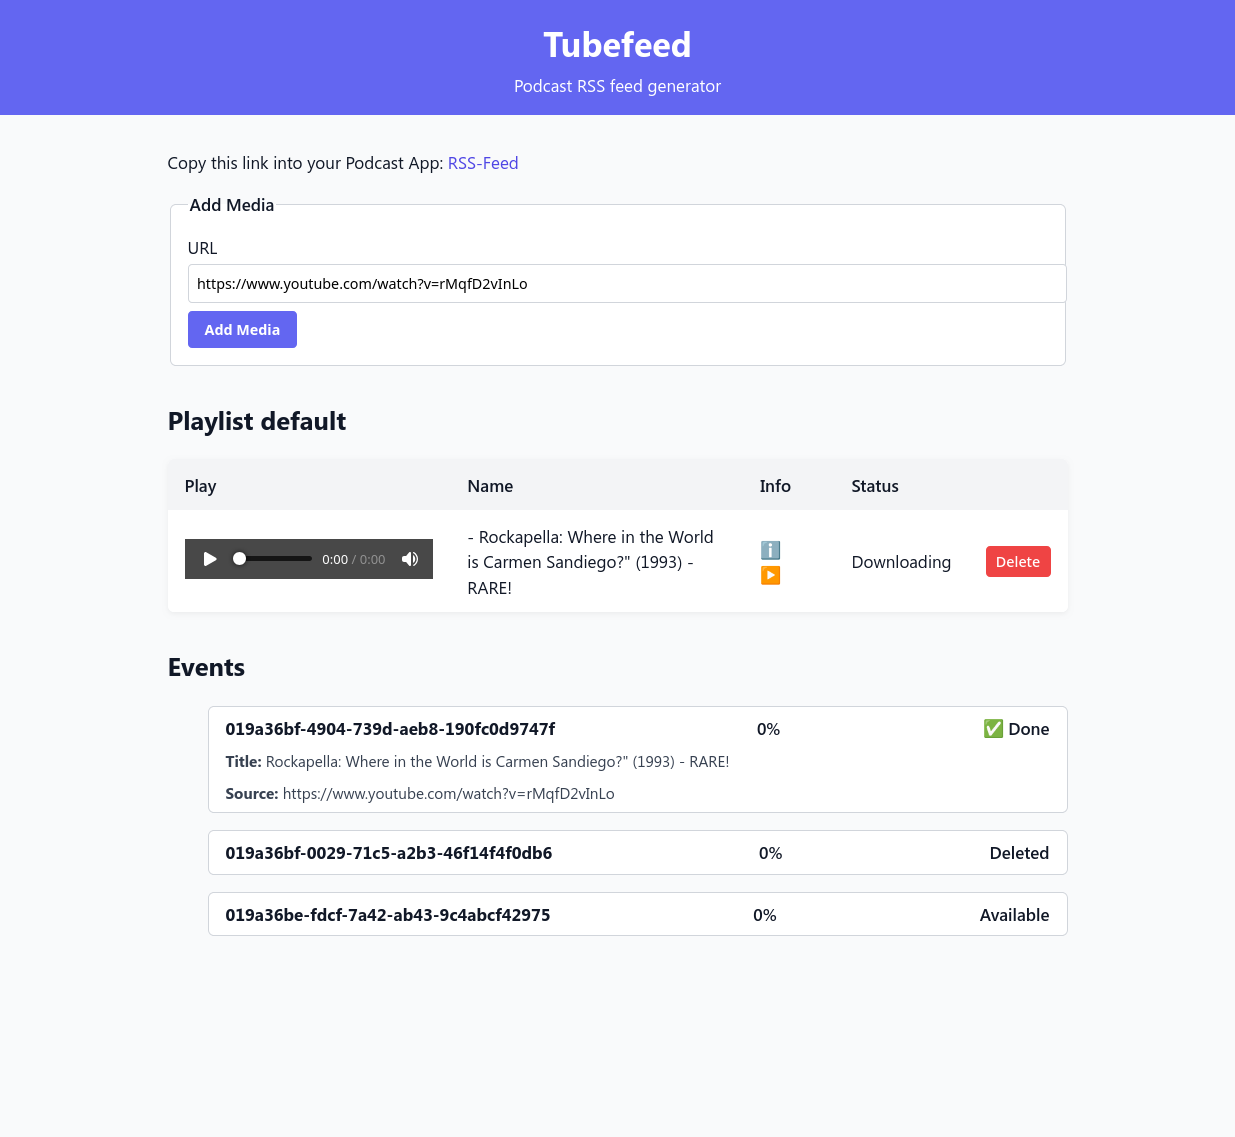 Tubefeed
Podcast RSS feed generator
Copy this link into your Podcast App: RSS-Feed
Add Media
URL
https://www.youtube.com/watch?v=rMqfD2vInLo
Add Media
Playlist default
Play Name Info Status
0:00 / 0:00
- Rockapella: Where in the World
is Carmen Sandiego?" (1993) -
RARE!
Downloading
Delete
Events
019a36bf-4904-739d-aeb8-190fc0d9747f 0% ✅ Done
Title: Rockapella: Where in the World is Carmen Sandiego?" (1993) - RARE!
Source: https://www.youtube.com/watch?v=rMqfD2vInLo
019a36bf-0029-71c5-a2b3-46f14f4f0db6 0% Deleted
019a36be-fdcf-7a42-ab43-9c4abcf42975 0% Available